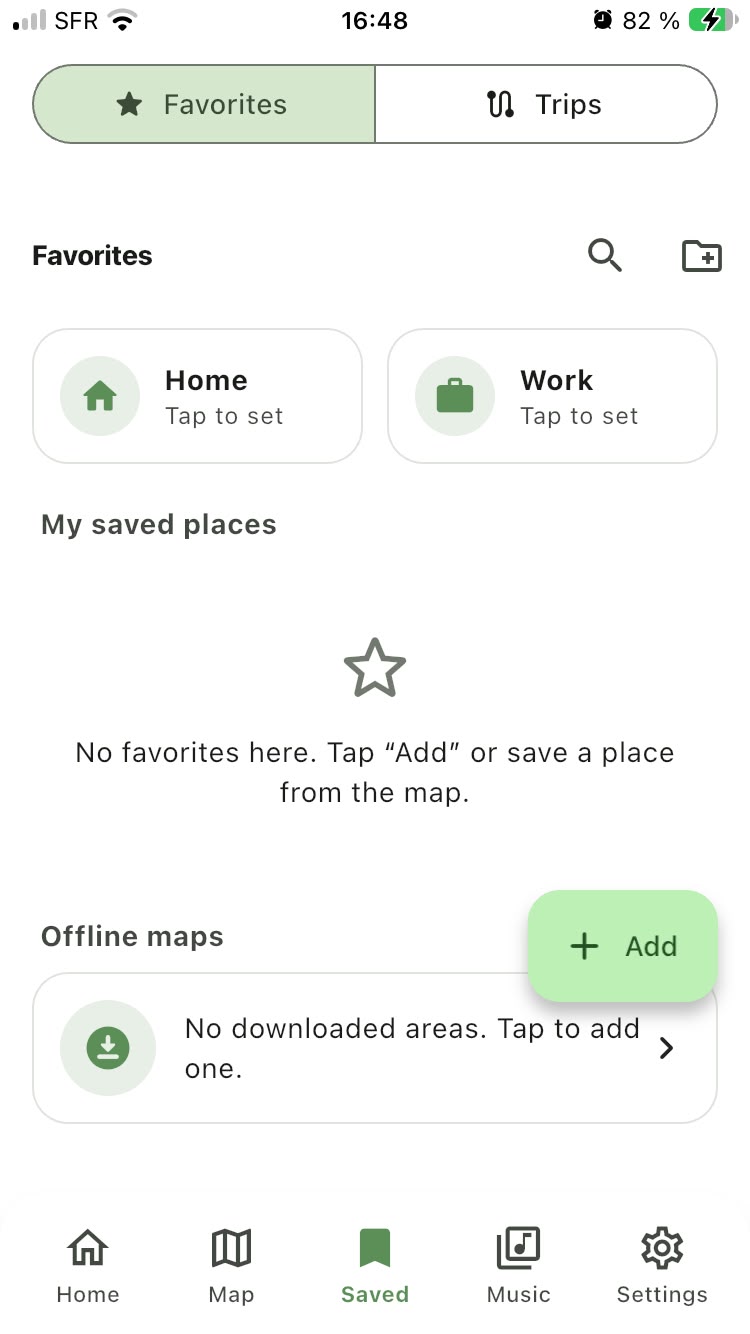 SFR 16:48 82 %
Favorites Trips
Favorites
Home Work
Tap to set Tap to set
My saved places
No favorites here. Tap “Add” or save a place
from the map.
Offline maps
Add
No downloaded areas. Tap to add
one.
Home Map Saved Music Settings